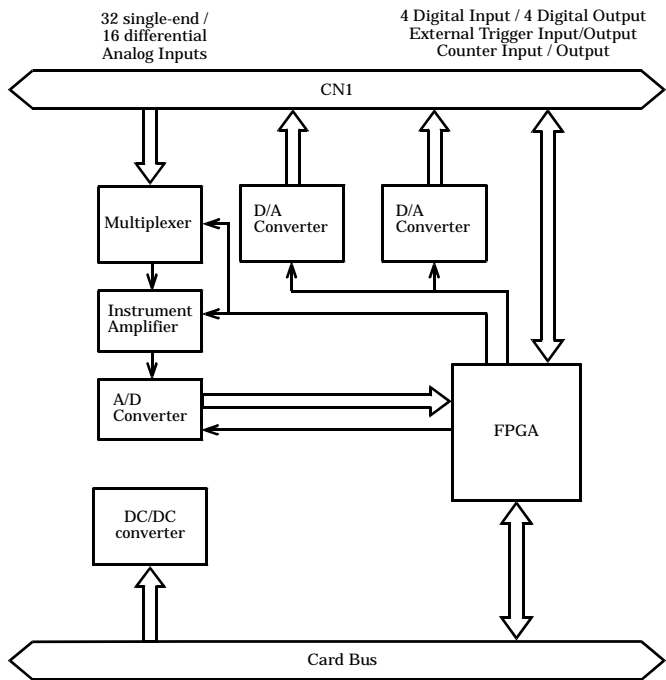 32 single-end /
16 differential
Analog Inputs
4 Digital Input / 4 Digital Output
External Trigger Input/Output
Counter Input / Output
CN1
Multiplexer
D/A
Converter
D/A
Converter
Instrument
Amplifier
A/D
Converter
FPGA
DC/DC
converter
Card Bus